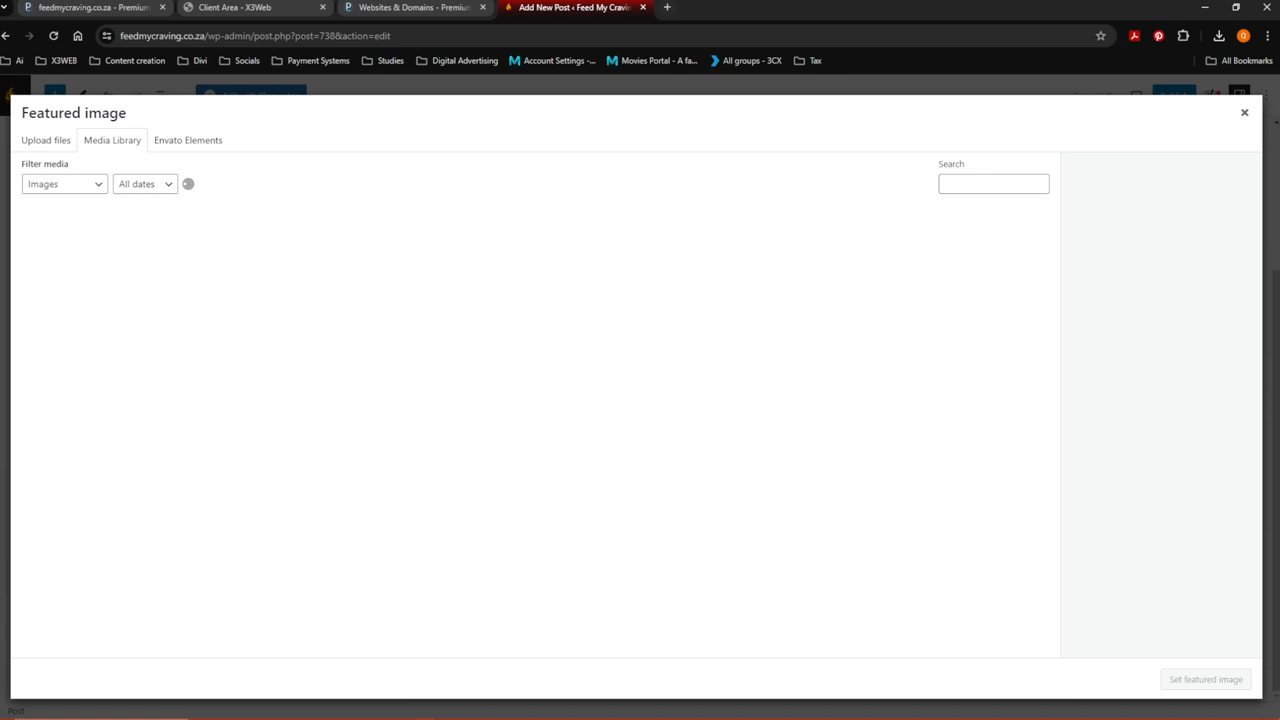 feedmycraving.co.za - Premium
Client Area - X3Web
Websites & Domains - Premium
Add New Post ‹ Feed My Cravin
feedmycraving.co.za/wp-admin/post.php?post=738&action=edit
Q
Ai
X3WEB
Content creation
Divi
Socials
Payment Systems
Studies
Digital Advertising
Account Settings -...
Movies Portal - A fa...
All groups - 3CX
Tax
All Bookmarks
Featured image
Upload files
Media Library
Envato Elements
Filter media
Search
Images
All dates
Set featured image
Post